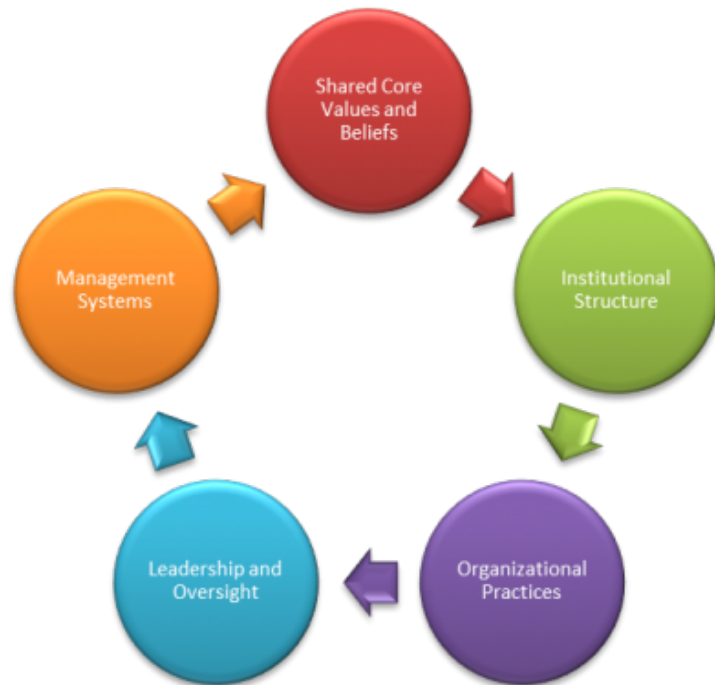 Shared Core
Values and
Beliefs
Institutional
Structure
Organizational
Practices
Leadership and
Oversight
Management
Systems